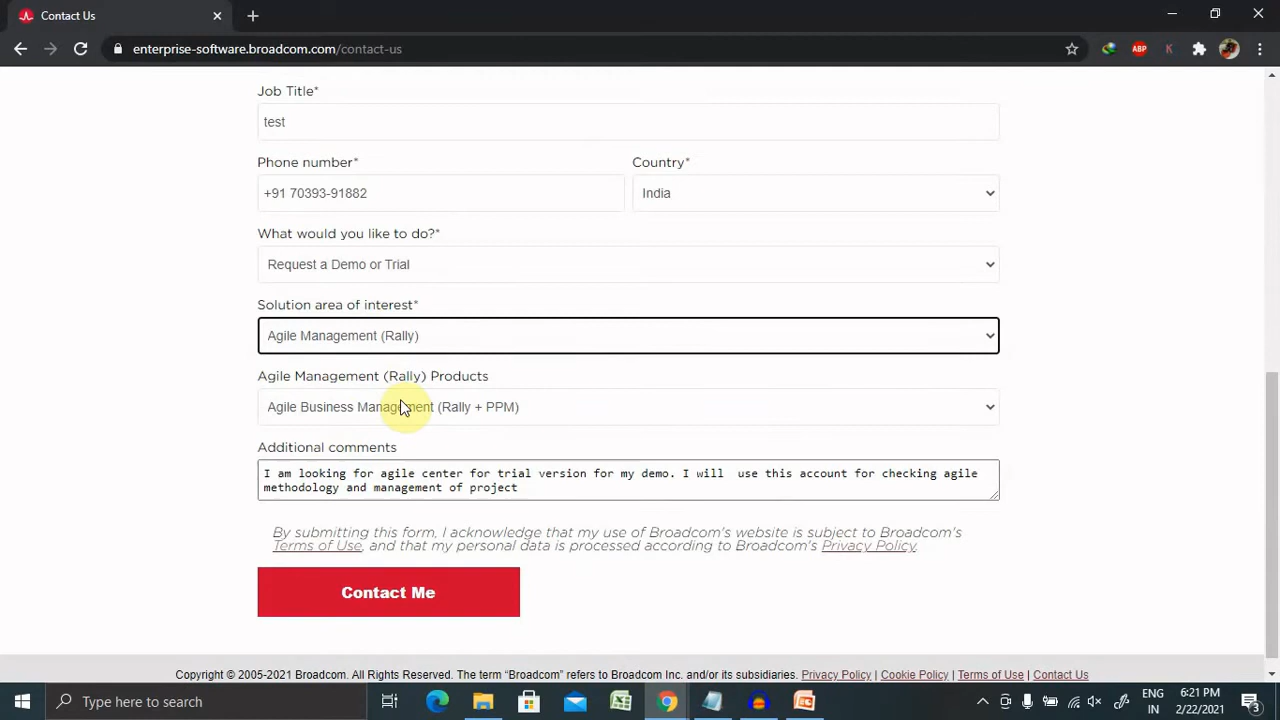 Contact Us
enterprise-software.broadcom.com/contact-us
ABP
K
Job Title*
test
Phone number*
Country*
+91 70393-91882
India
What would you like to do?*
Request a Demo or Trial
Solution area of interest*
Agile Management (Rally)
Agile Management (Rally) Products
Agile Business Management (Rally + PPM)
Additional comments
I am looking for agile center for trial version for my demo. I will  use this account for checking agile
methodology and management of project
By submitting this form, I acknowledge that my use of Broadcom's website is subject to Broadcom's
Terms of Use, and that my personal data is processed according to Broadcom's Privacy Policy.
Contact Me
Copyright © 2005-2021 Broadcom. All Rights Reserved. The term “Broadcom” refers to Broadcom Inc. and/or its subsidiaries. Privacy Policy | Cookie Policy | Terms of Use | Contact Us
Type here to search
ENG
IN
6:21 PM
2/22/2021
3